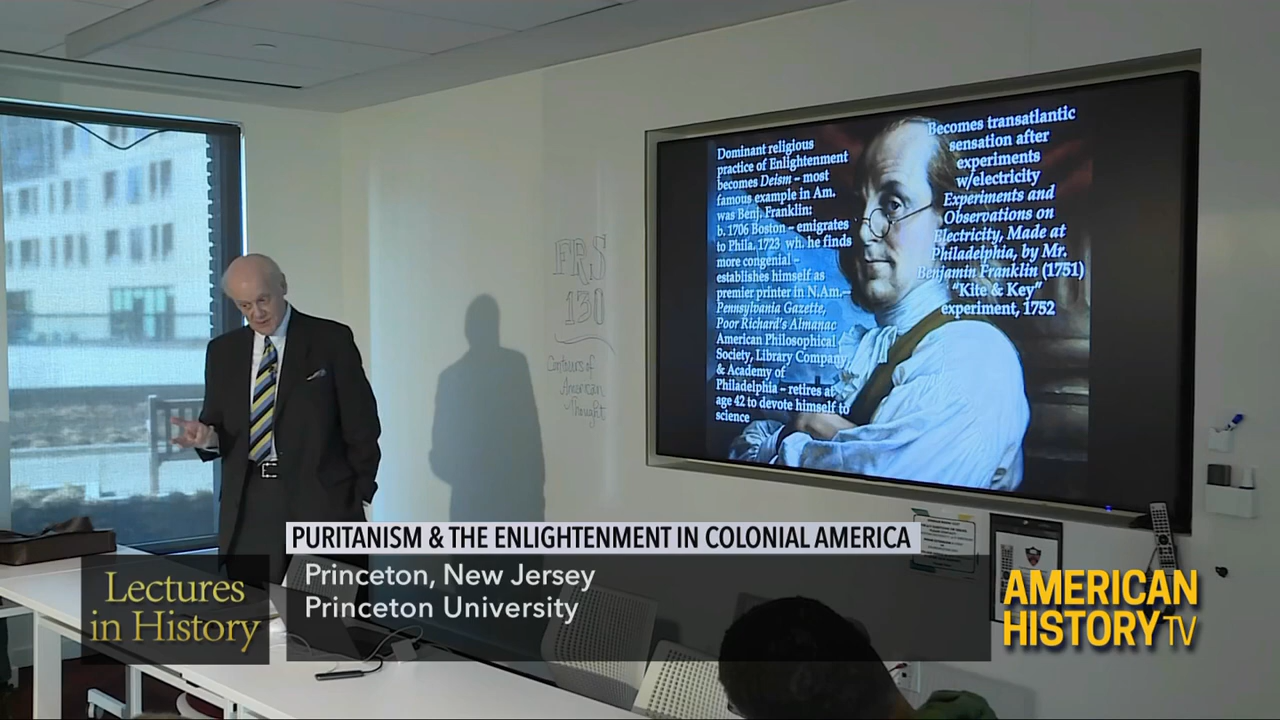 Dominant religious
practice of Enlightenment
becomes Deism – most
famous example in Am.
was Benj. Franklin:
b. 1706 Boston – emigrates
to Phila. 1723 wh. he finds
more congenial –
establishes himself as
premier printer in N.Am.–
Pennsylvania Gazette,
Poor Richard's Almanac
American Philosophical
Society, Library Company,
& Academy of
Philadelphia – retires at
age 42 to devote himself to
science
Becomes transatlantic
sensation after
experiments
w/electricity
Experiments and
Observations on
Electricity, Made at
Philadelphia, by Mr.
Benjamin Franklin (1751)
"Kite & Key"
experiment, 1752
FRS
130
Contours of
American
Thought
PURITANISM & THE ENLIGHTENMENT IN COLONIAL AMERICA
Lectures
in History
Princeton, New Jersey
Princeton University
AMERICAN
HISTORY TV